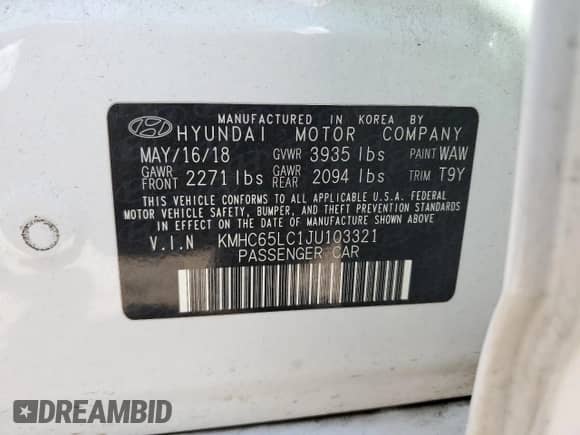 MANUFACTURED IN KOREA BY
HYUNDAI MOTOR COMPANY
MAY/16/18 GVWR 3935 lbs PAINT WAW
GAWR FRONT 2271 lbs GAWR REAR 2094 lbs TRIM T9Y
THIS VEHICLE CONFORMS TO ALL APPLICABLE U.S.A. FEDERAL
MOTOR VEHICLE SAFETY, BUMPER, AND THEFT PREVENTION STANDARDS
IN EFFECT ON THE DATE OF MANUFACTURE SHOWN ABOVE.
V.I.N KMHC65LC1JU103321
PASSENGER CAR
DREAMBID